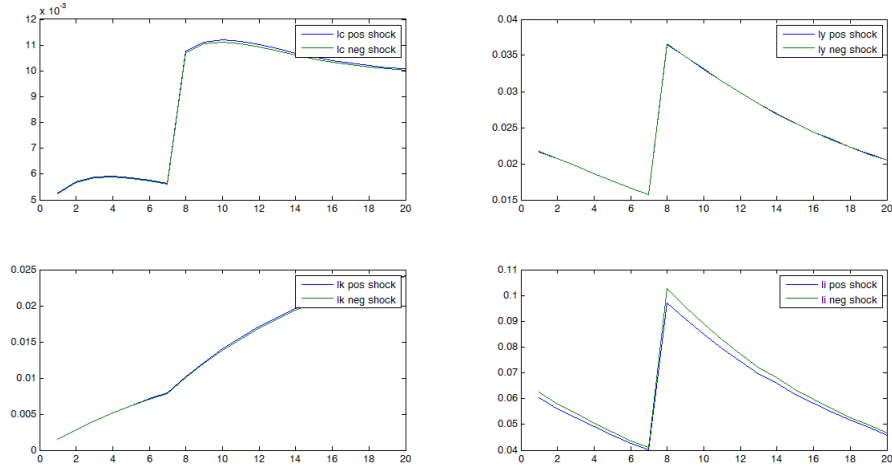 x 10⁻³
12
11
10
9
8
7
6
5
0 2 4 6 8 10 12 14 16 18 20
lc pos shock
lc neg shock
0.04
0.035
0.03
0.025
0.02
0.015
0 2 4 6 8 10 12 14 16 18 20
ly pos shock
ly neg shock
0.025
0.02
0.015
0.01
0.005
0
0 2 4 6 8 10 12 14 16 18 20
lk pos shock
lk neg shock
0.11
0.1
0.09
0.08
0.07
0.06
0.05
0.04
0 2 4 6 8 10 12 14 16 18 20
li pos shock
li neg shock